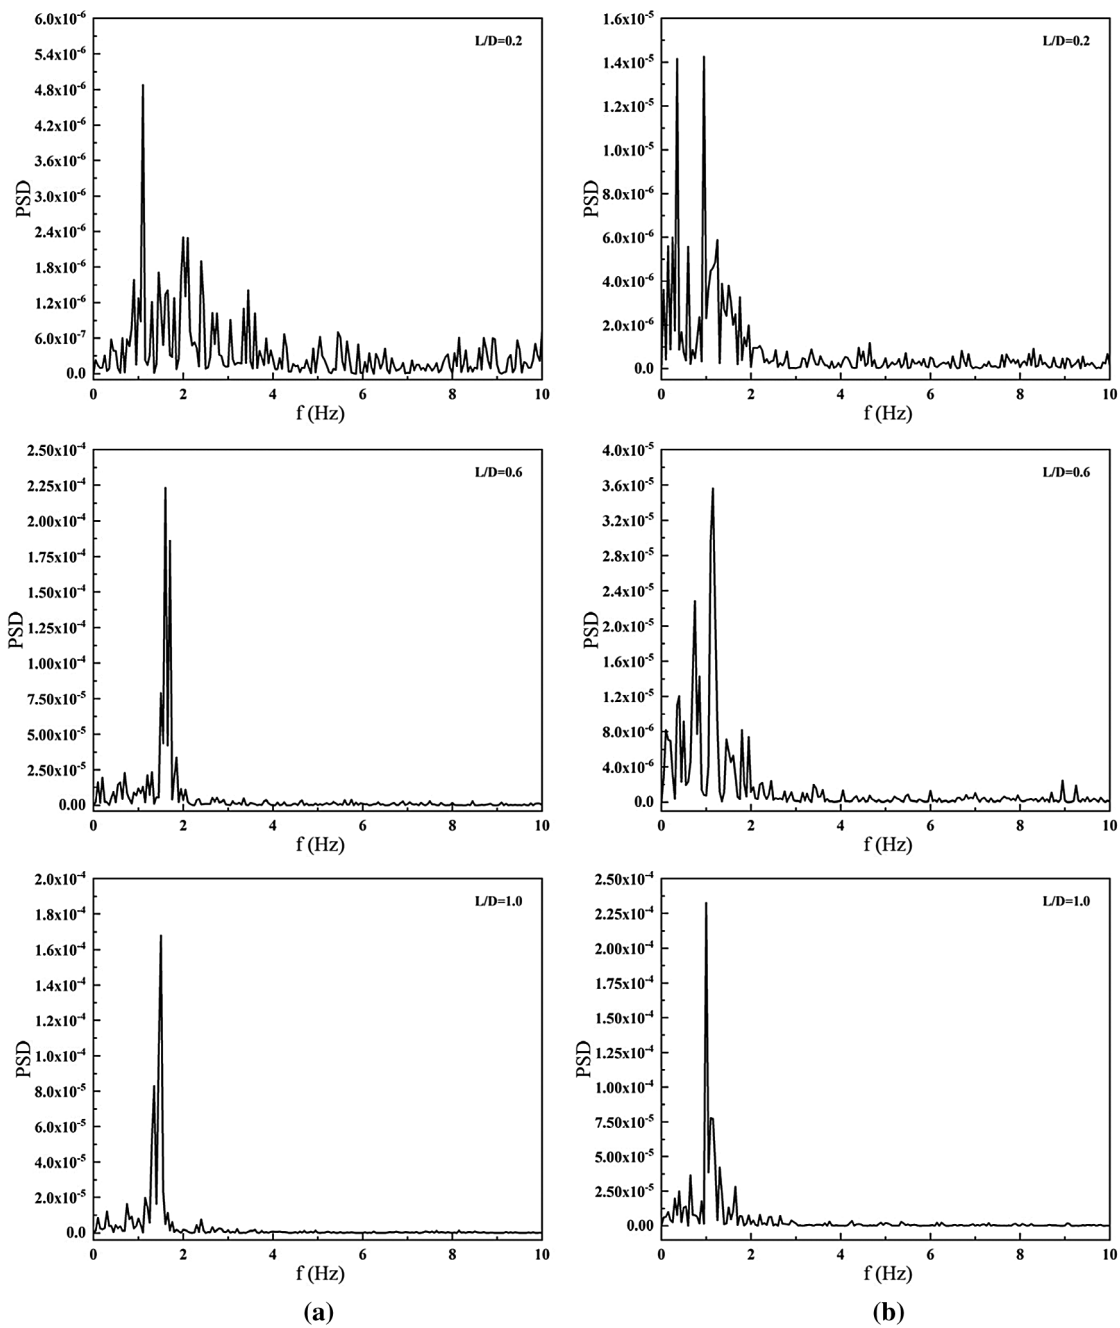 L/D=0.2
PSD
6.0x10⁻⁶
5.4x10⁻⁶
4.8x10⁻⁶
4.2x10⁻⁶
3.6x10⁻⁶
3.0x10⁻⁶
2.4x10⁻⁶
1.8x10⁻⁶
1.2x10⁻⁶
6.0x10⁻⁷
0.0
0 2 4 6 8 10
f (Hz)
L/D=0.2
PSD
1.6x10⁻⁵
1.4x10⁻⁵
1.2x10⁻⁵
1.0x10⁻⁵
8.0x10⁻⁶
6.0x10⁻⁶
4.0x10⁻⁶
2.0x10⁻⁶
0.0
0 2 4 6 8 10
f (Hz)
L/D=0.6
PSD
2.50x10⁻⁴
2.25x10⁻⁴
2.00x10⁻⁴
1.75x10⁻⁴
1.50x10⁻⁴
1.25x10⁻⁴
1.00x10⁻⁴
7.50x10⁻⁵
5.00x10⁻⁵
2.50x10⁻⁵
0.00
0 2 4 6 8 10
f (Hz)
L/D=0.6
PSD
4.0x10⁻⁵
3.6x10⁻⁵
3.2x10⁻⁵
2.8x10⁻⁵
2.4x10⁻⁵
2.0x10⁻⁵
1.6x10⁻⁵
1.2x10⁻⁵
8.0x10⁻⁶
4.0x10⁻⁶
0.0
0 2 4 6 8 10
f (Hz)
L/D=1.0
PSD
2.0x10⁻⁴
1.8x10⁻⁴
1.6x10⁻⁴
1.4x10⁻⁴
1.2x10⁻⁴
1.0x10⁻⁴
8.0x10⁻⁵
6.0x10⁻⁵
4.0x10⁻⁵
2.0x10⁻⁵
0.0
0 2 4 6 8 10
f (Hz)
L/D=1.0
PSD
2.50x10⁻⁴
2.25x10⁻⁴
2.00x10⁻⁴
1.75x10⁻⁴
1.50x10⁻⁴
1.25x10⁻⁴
1.00x10⁻⁴
7.50x10⁻⁵
5.00x10⁻⁵
2.50x10⁻⁵
0.00
0 2 4 6 8 10
f (Hz)
(a)
(b)